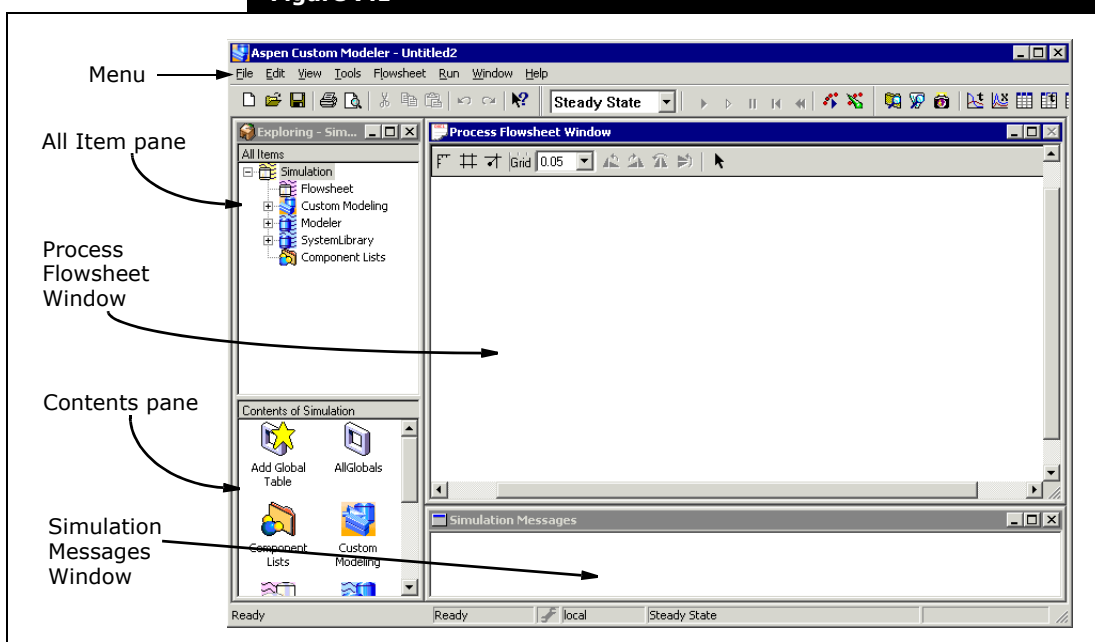 Aspen Custom Modeler - Untitled2
Menu
File Edit View Tools Flowsheet Run Window Help
Steady State
All Item pane
Exploring - Sim...
Process Flowsheet Window
All Items
Grid 0.05
Simulation
Flowsheet
Custom Modeling
Modeler
SystemLibrary
Component Lists
Process
Flowsheet
Window
Contents pane
Contents of Simulation
Add Global
Table
AllGlobals
Simulation
Messages
Window
Simulation Messages
Component
Lists
Custom
Modeling
Ready
Ready
local
Steady State